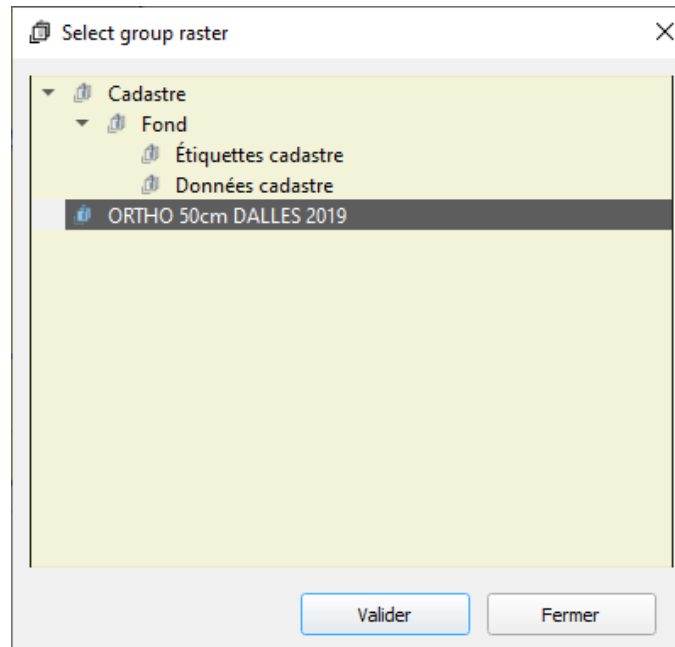 Select group raster
Cadastre
Fond
Étiquettes cadastre
Données cadastre
ORTHO 50cm DALLES 2019
Valider
Fermer